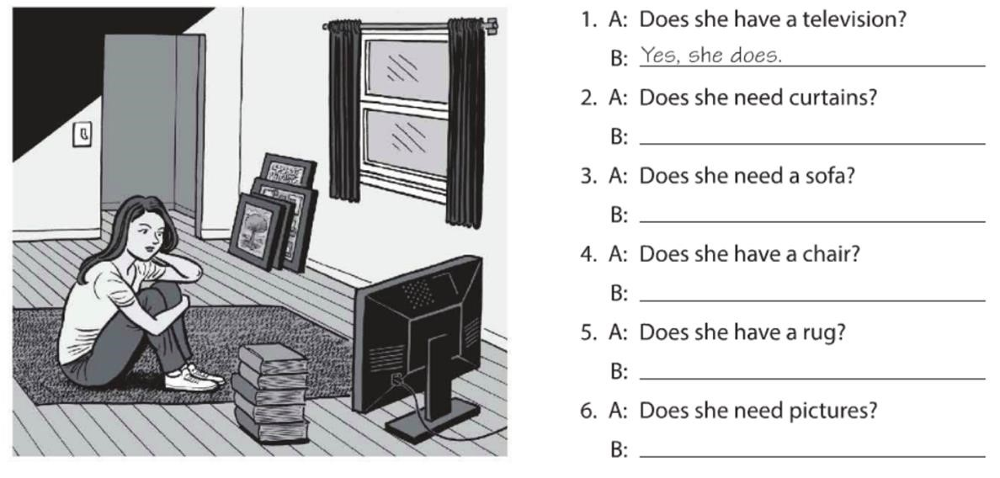 1. A: Does she have a television?
B: Yes, she does.
2. A: Does she need curtains?
B:
3. A: Does she need a sofa?
B:
4. A: Does she have a chair?
B:
5. A: Does she have a rug?
B:
6. A: Does she need pictures?
B: